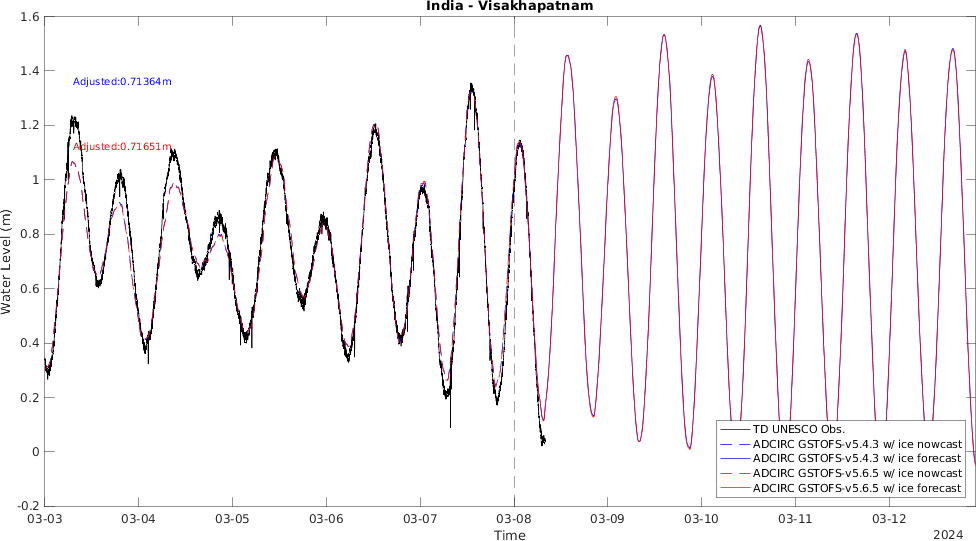 India - Visakhapatnam
1.6
1.4
1.2
1
0.8
0.6
0.4
0.2
0
-0.2
Water Level (m)
Adjusted:0.71364m
Adjusted:0.71651m
TD UNESCO Obs.
ADCIRC GSTOFS-v5.4.3 w/ ice nowcast
ADCIRC GSTOFS-v5.4.3 w/ ice forecast
ADCIRC GSTOFS-v5.6.5 w/ ice nowcast
ADCIRC GSTOFS-v5.6.5 w/ ice forecast
03-03 03-04 03-05 03-06 03-07 03-08 03-09 03-10 03-11 03-12
Time
2024